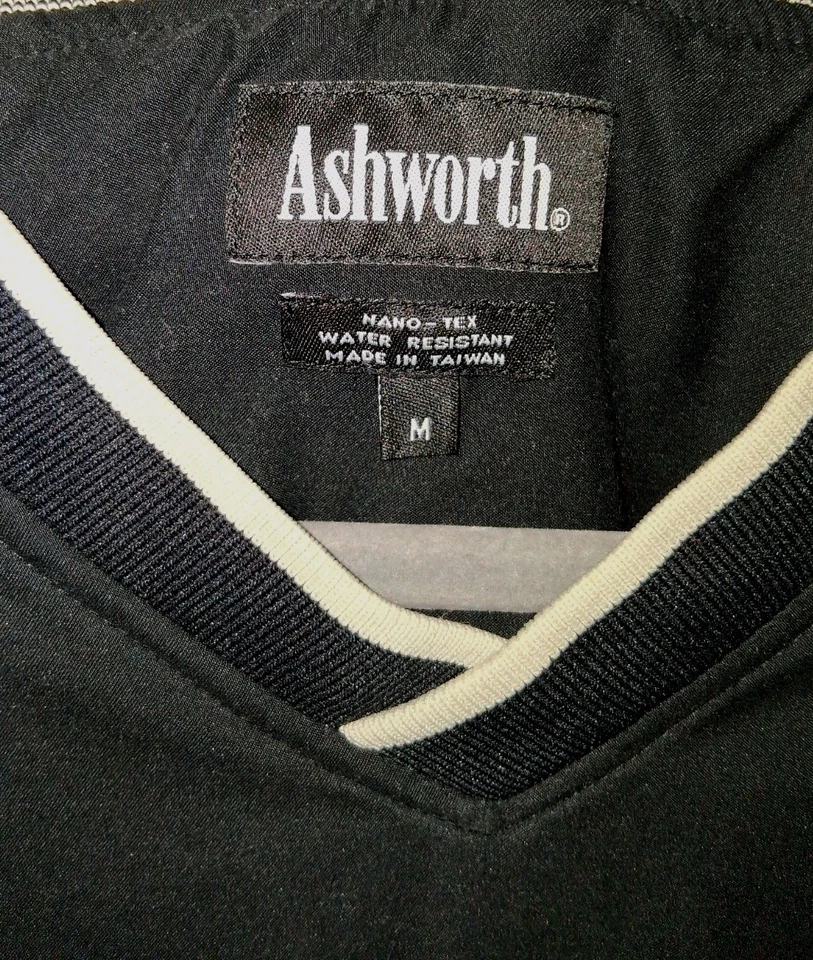 Ashworth®
NANO-TEX
WATER RESISTANT
MADE IN TAIWAN
M